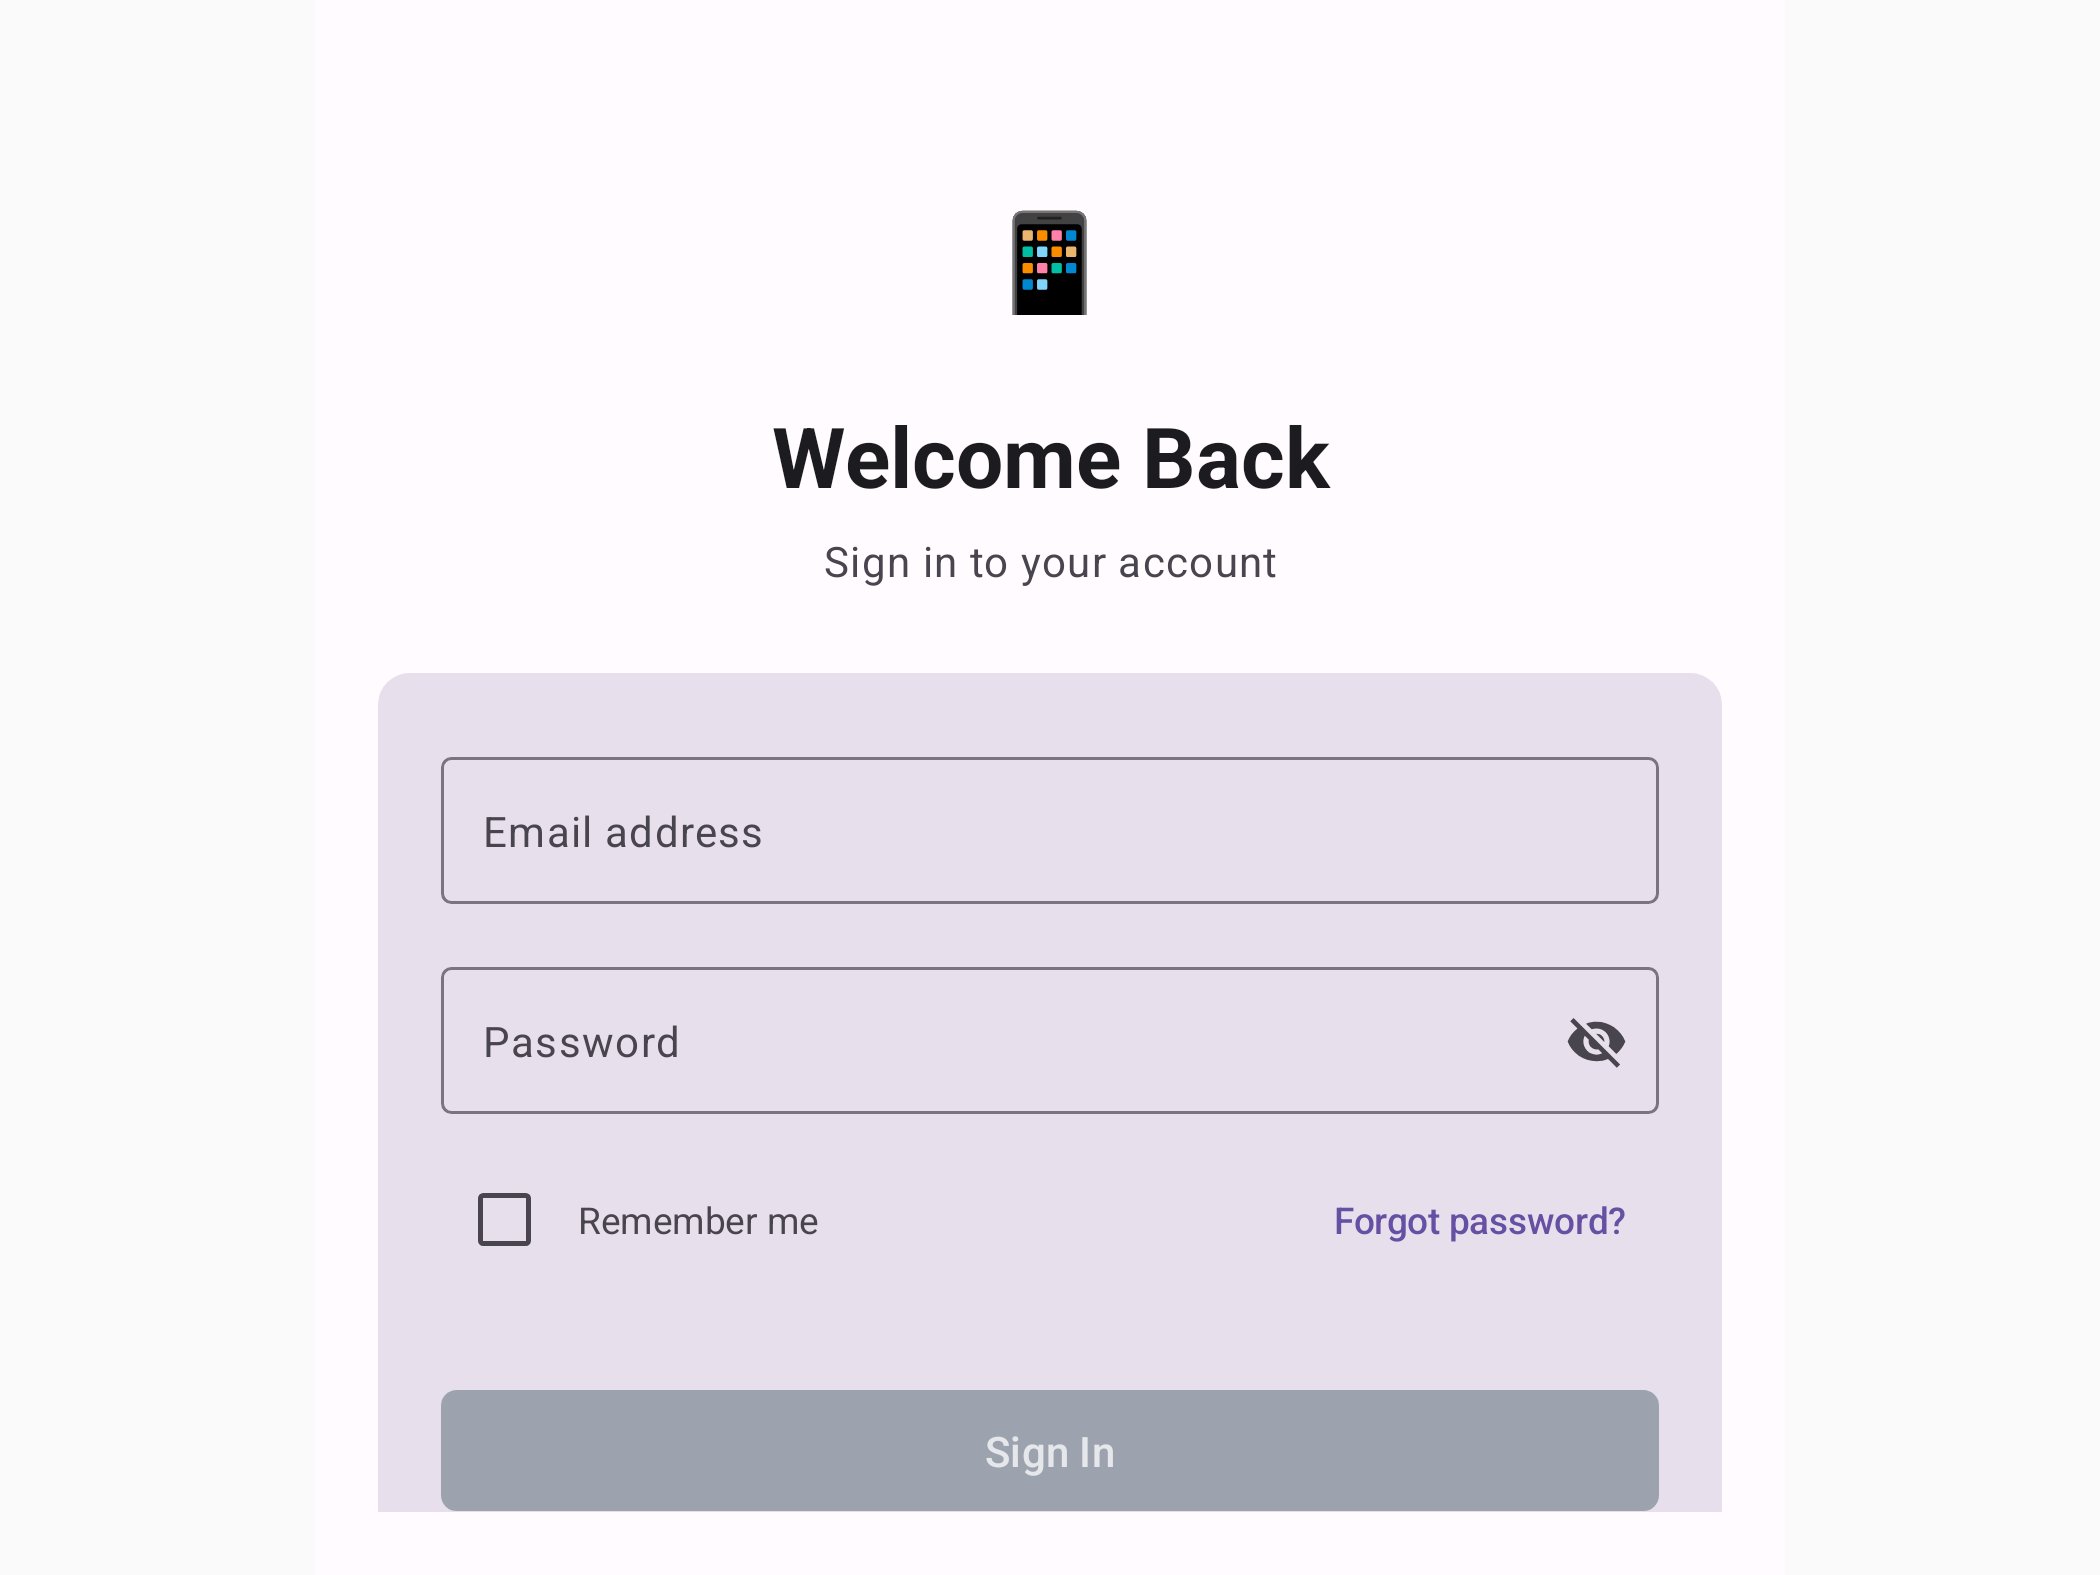 Welcome Back
Sign in to your account
Email address
Password
Remember me
Forgot password?
Sign In